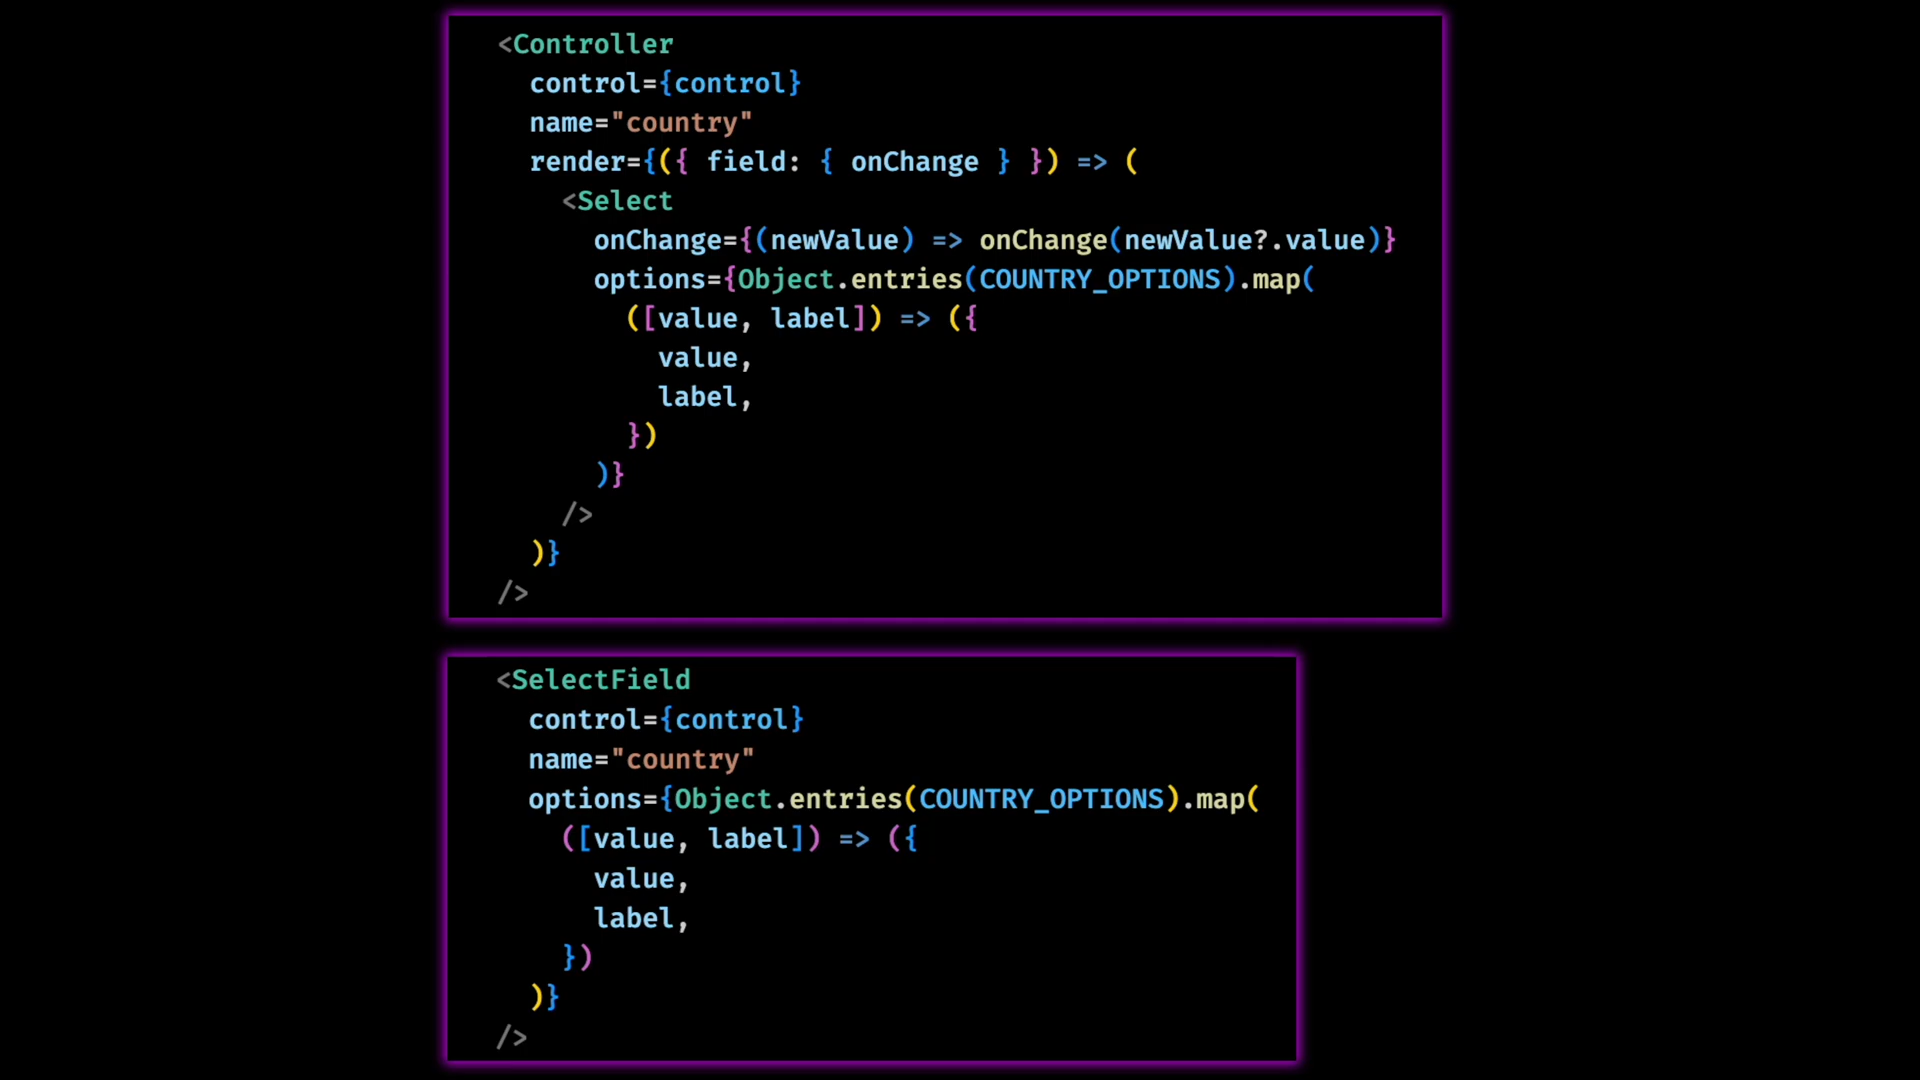 <Controller
  control={control}
  name="country"
  render={({ field: { onChange } }) => (
    <Select
      onChange={(newValue) => onChange(newValue?.value)}
      options={Object.entries(COUNTRY_OPTIONS).map(
        ([value, label]) => ({
          value,
          label,
        })
      )}
    />
  )}
/>
<SelectField
  control={control}
  name="country"
  options={Object.entries(COUNTRY_OPTIONS).map(
    ([value, label]) => ({
      value,
      label,
    })
  )}
/>